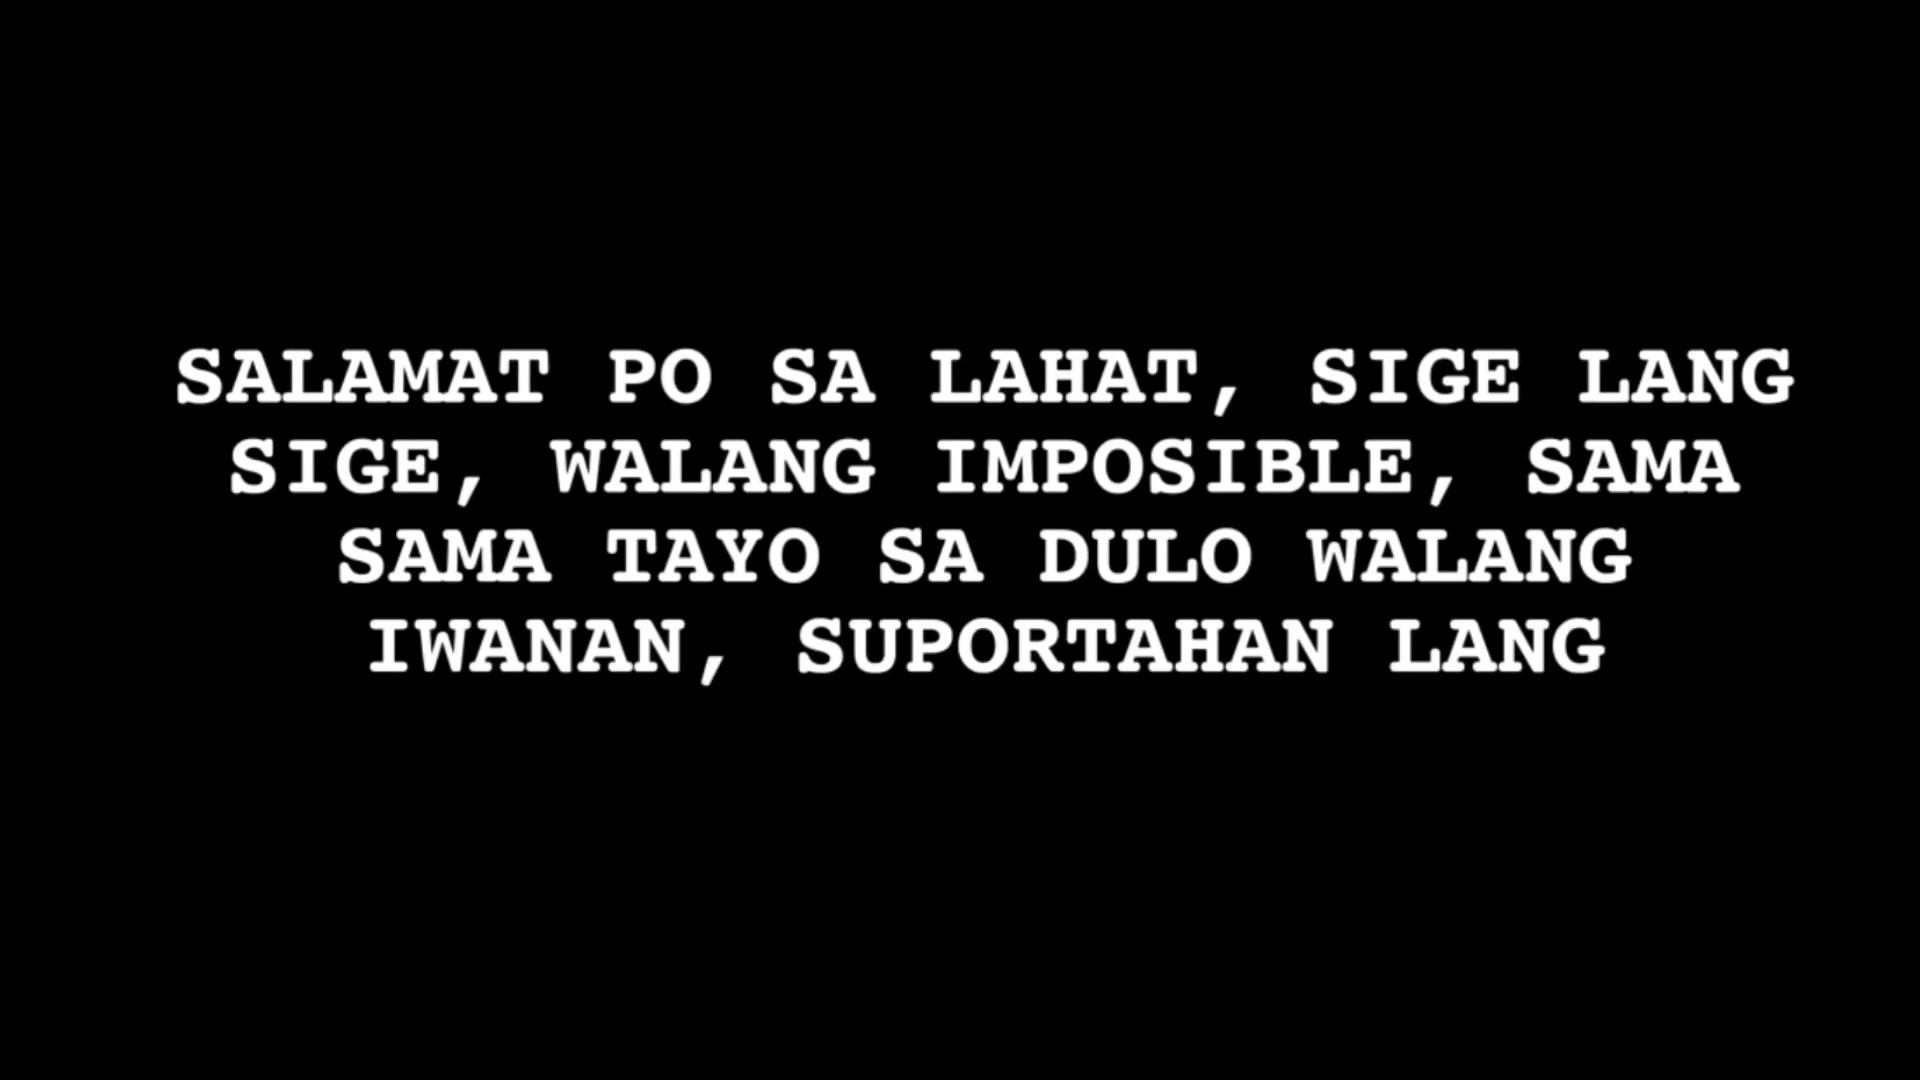 SALAMAT PO SA LAHAT, SIGE LANG
SIGE, WALANG IMPOSIBLE, SAMA
SAMA TAYO SA DULO WALANG
IWANAN, SUPORTAHAN LANG